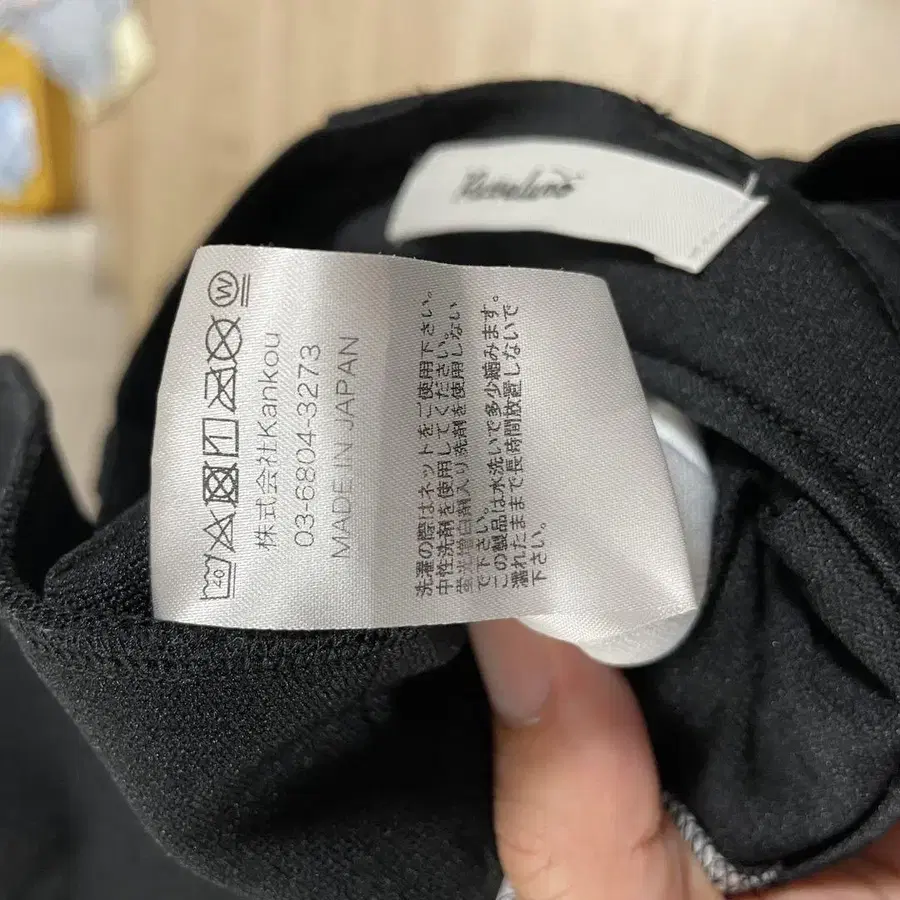 40 1 W
株式会社Kankou
03-6804-3273
MADE IN JAPAN
洗濯の際はネットをご使用下さい。
中性洗剤を使用してください。
蛍光増白剤入り洗剤を使用しない
で下さい。
この製品は水洗いで多少縮みます。
濡れたままで長時間放置しないで
下さい。